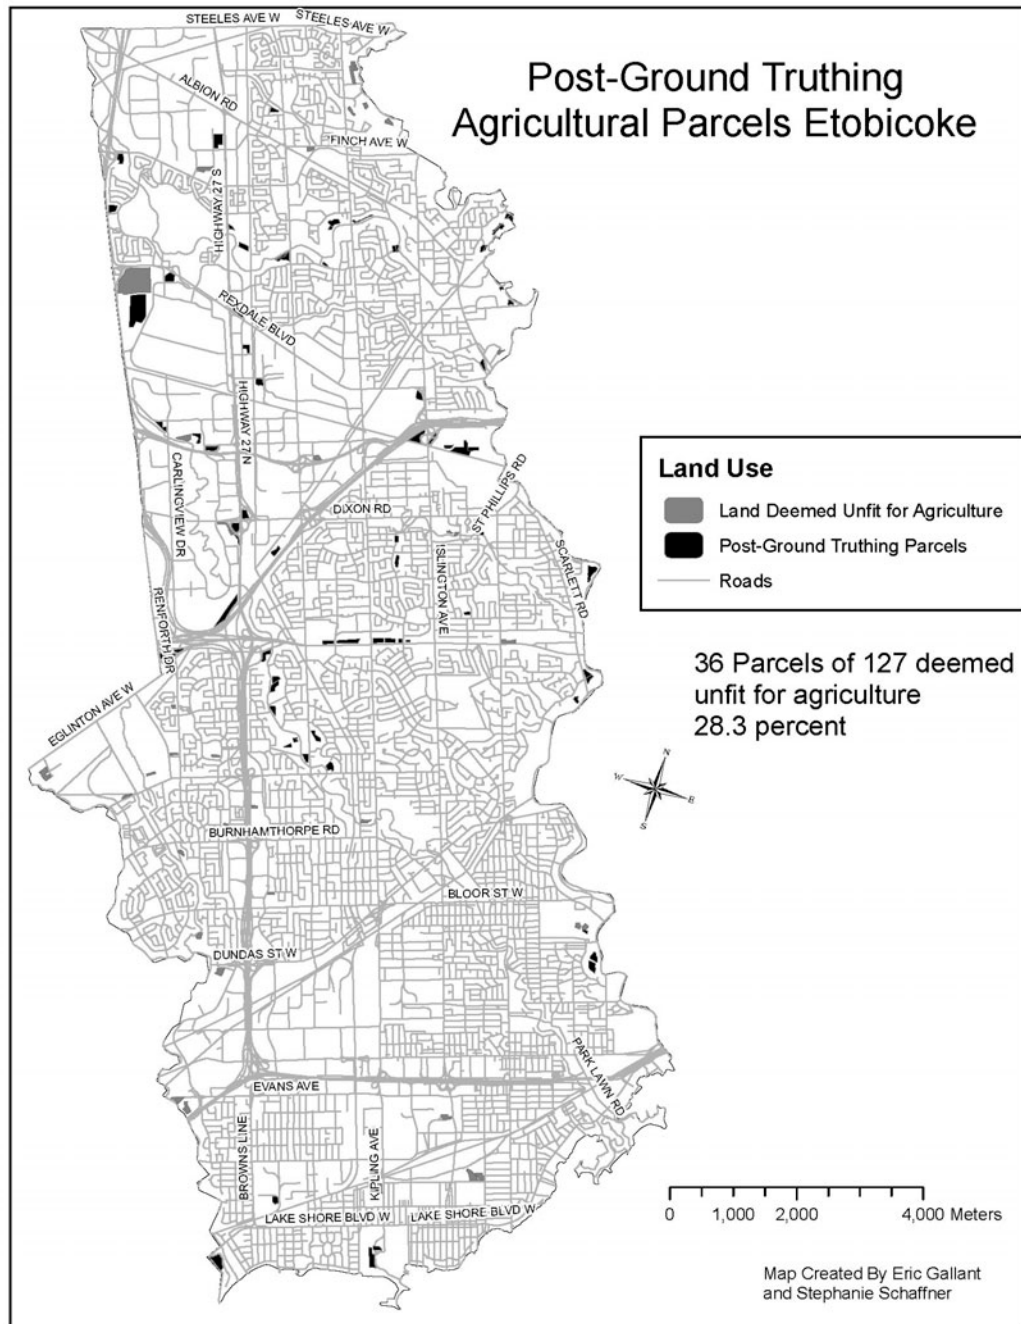 Post-Ground Truthing
Agricultural Parcels Etobicoke
STEELES AVE W
STEELES AVE W
ALBION RD
FINCH AVE W
HIGHWAY 27 S
REXDALE BLVD
HIGHWAY 27 N
CARLINGVIEW DR
DIXON RD
ST PHILLIPS RD
ISLINGTON AVE
SCARLETT RD
RENFORTH DR
EGLINTON AVE W
BURNHAMTHORPE RD
BLOOR ST W
DUNDAS ST W
PARK LAWN RD
EVANS AVE
BROWNS LINE
KIPLING AVE
LAKE SHORE BLVD W
LAKE SHORE BLVD W
Land Use
Land Deemed Unfit for Agriculture
Post-Ground Truthing Parcels
Roads
36 Parcels of 127 deemed
unfit for agriculture
28.3 percent
N
W
E
S
0 1,000 2,000 4,000 Meters
Map Created By Eric Gallant
and Stephanie Schaffner